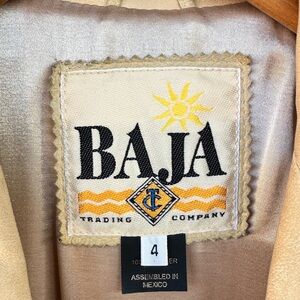 BAJA
TRADING COMPANY
4
ASSEMBLED IN
MEXICO